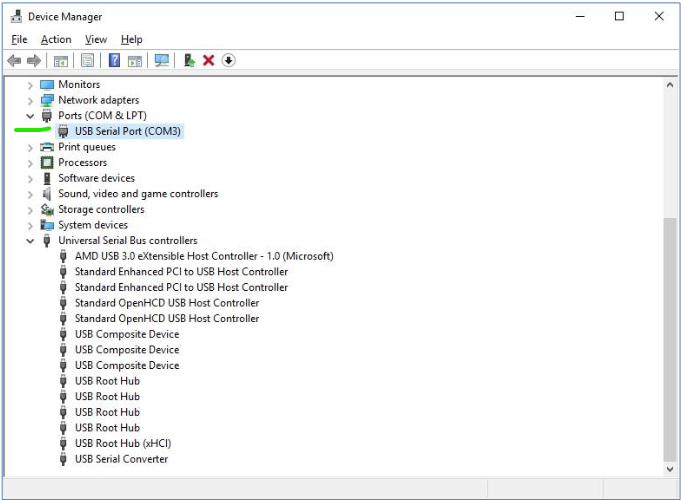 Device Manager
File Action View Help
Monitors
Network adapters
Ports (COM & LPT)
USB Serial Port (COM3)
Print queues
Processors
Software devices
Sound, video and game controllers
Storage controllers
System devices
Universal Serial Bus controllers
AMD USB 3.0 eXtensible Host Controller - 1.0 (Microsoft)
Standard Enhanced PCI to USB Host Controller
Standard Enhanced PCI to USB Host Controller
Standard OpenHCD USB Host Controller
Standard OpenHCD USB Host Controller
USB Composite Device
USB Composite Device
USB Composite Device
USB Root Hub
USB Root Hub
USB Root Hub
USB Root Hub
USB Root Hub (xHCI)
USB Serial Converter